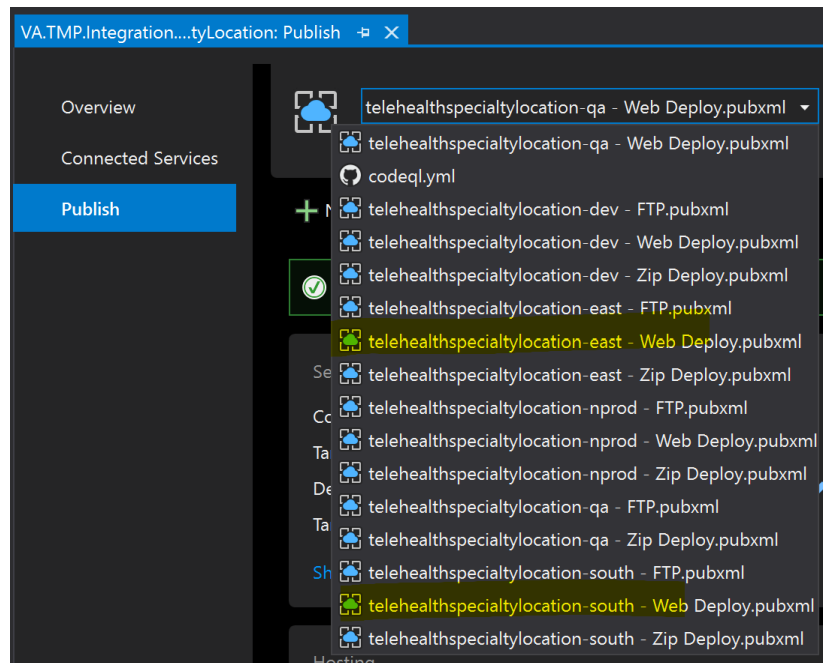 VA.TMP.Integration....tyLocation: Publish
Overview
Connected Services
Publish
telehealthspecialtylocation-qa - Web Deploy.pubxml
telehealthspecialtylocation-qa - Web Deploy.pubxml
codeql.yml
telehealthspecialtylocation-dev - FTP.pubxml
telehealthspecialtylocation-dev - Web Deploy.pubxml
telehealthspecialtylocation-dev - Zip Deploy.pubxml
telehealthspecialtylocation-east - FTP.pubxml
telehealthspecialtylocation-east - Web Deploy.pubxml
telehealthspecialtylocation-east - Zip Deploy.pubxml
telehealthspecialtylocation-nprod - FTP.pubxml
telehealthspecialtylocation-nprod - Web Deploy.pubxml
telehealthspecialtylocation-nprod - Zip Deploy.pubxml
telehealthspecialtylocation-qa - FTP.pubxml
telehealthspecialtylocation-qa - Zip Deploy.pubxml
telehealthspecialtylocation-south - FTP.pubxml
telehealthspecialtylocation-south - Web Deploy.pubxml
telehealthspecialtylocation-south - Zip Deploy.pubxml
Hosting